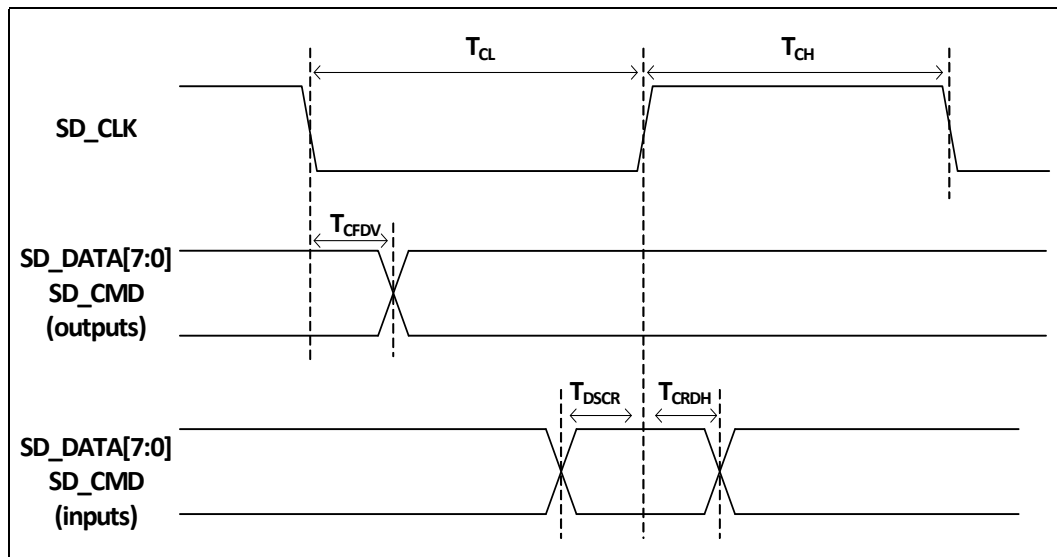 T_CL
T_CH
SD_CLK
T_CFDV
SD_DATA[7:0]
SD_CMD
(outputs)
T_DSCR
T_CRDH
SD_DATA[7:0]
SD_CMD
(inputs)